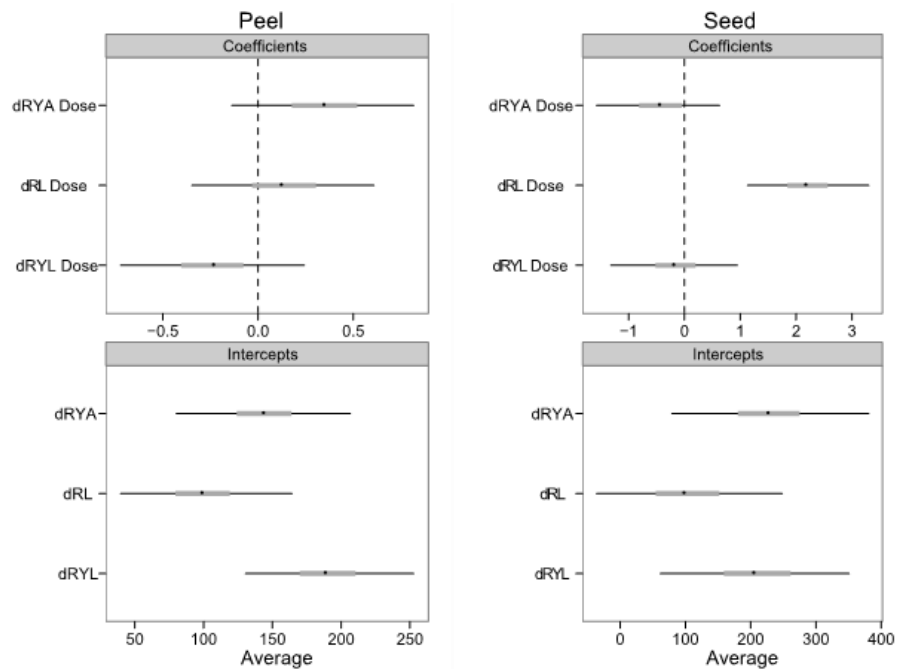 Peel
Coefficients
dRYA Dose
dRL Dose
dRYL Dose
−0.5 0.0 0.5
Intercepts
dRYA
dRL
dRYL
50 100 150 200 250
Average
Seed
Coefficients
dRYA Dose
dRL Dose
dRYL Dose
−1 0 1 2 3
Intercepts
dRYA
dRL
dRYL
0 100 200 300 400
Average